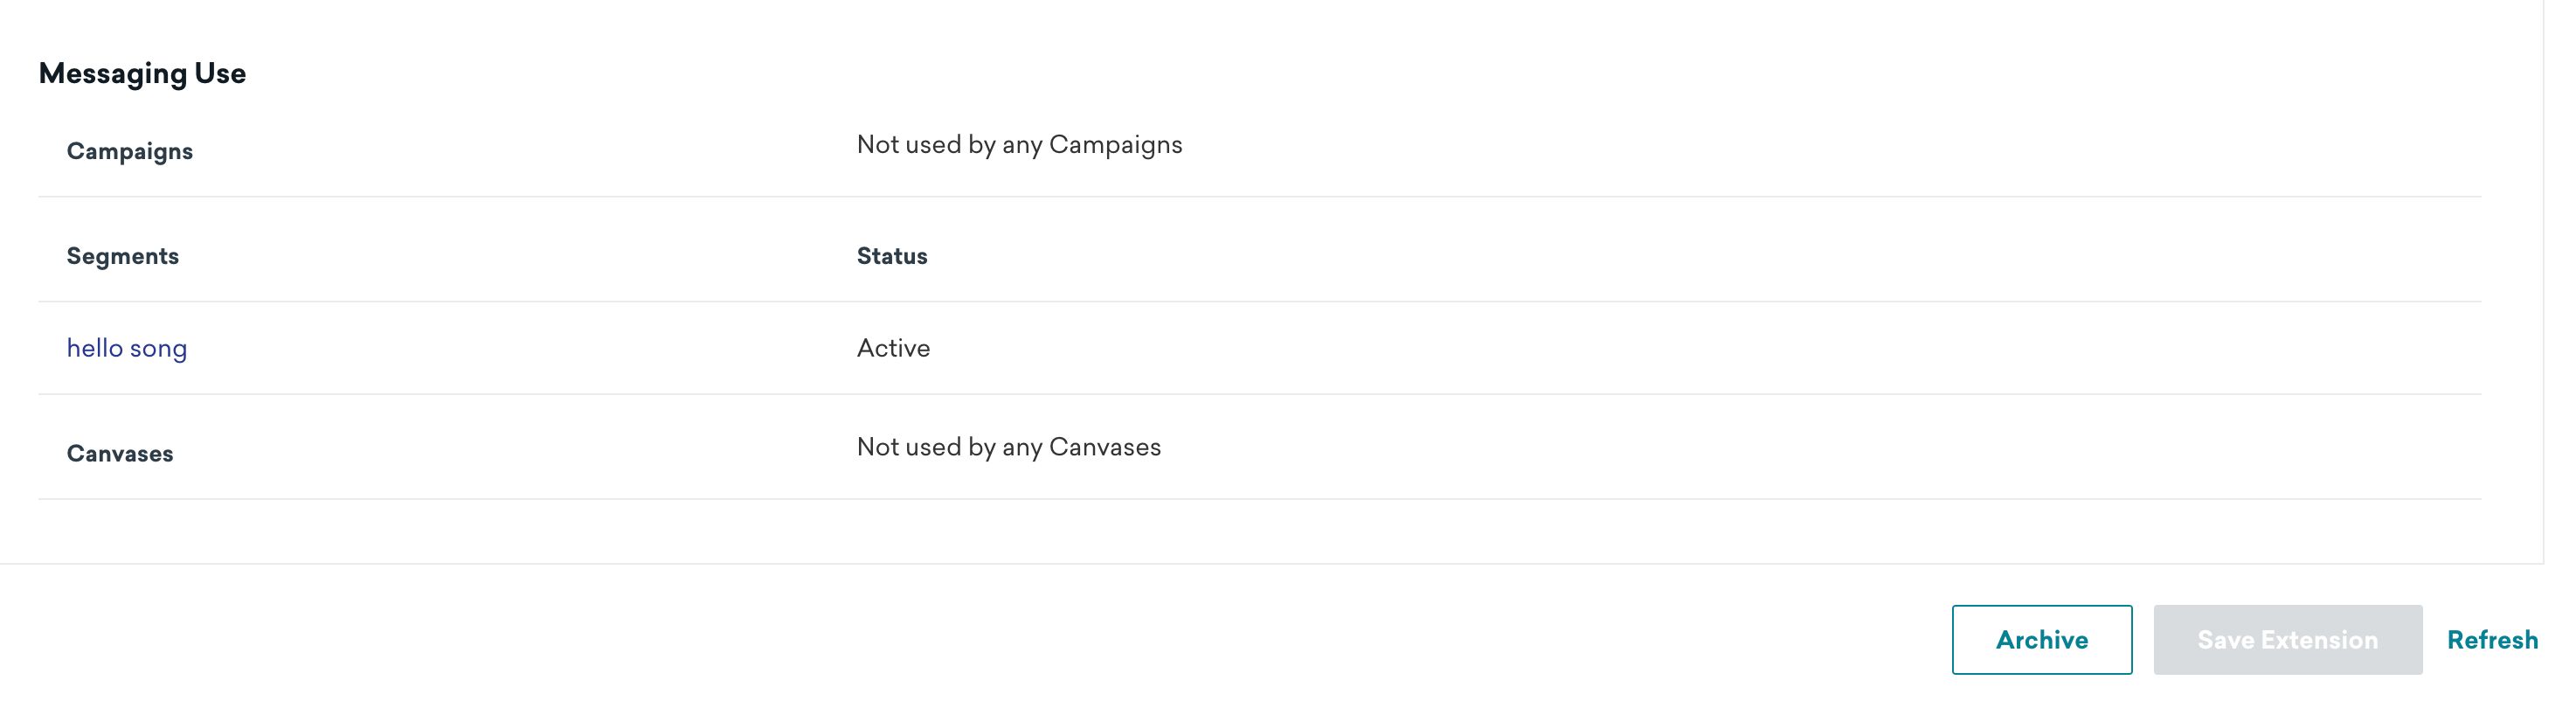 Messaging Use
Campaigns Not used by any Campaigns
Segments Status
hello song Active
Canvases Not used by any Canvases
Archive Save Extension Refresh